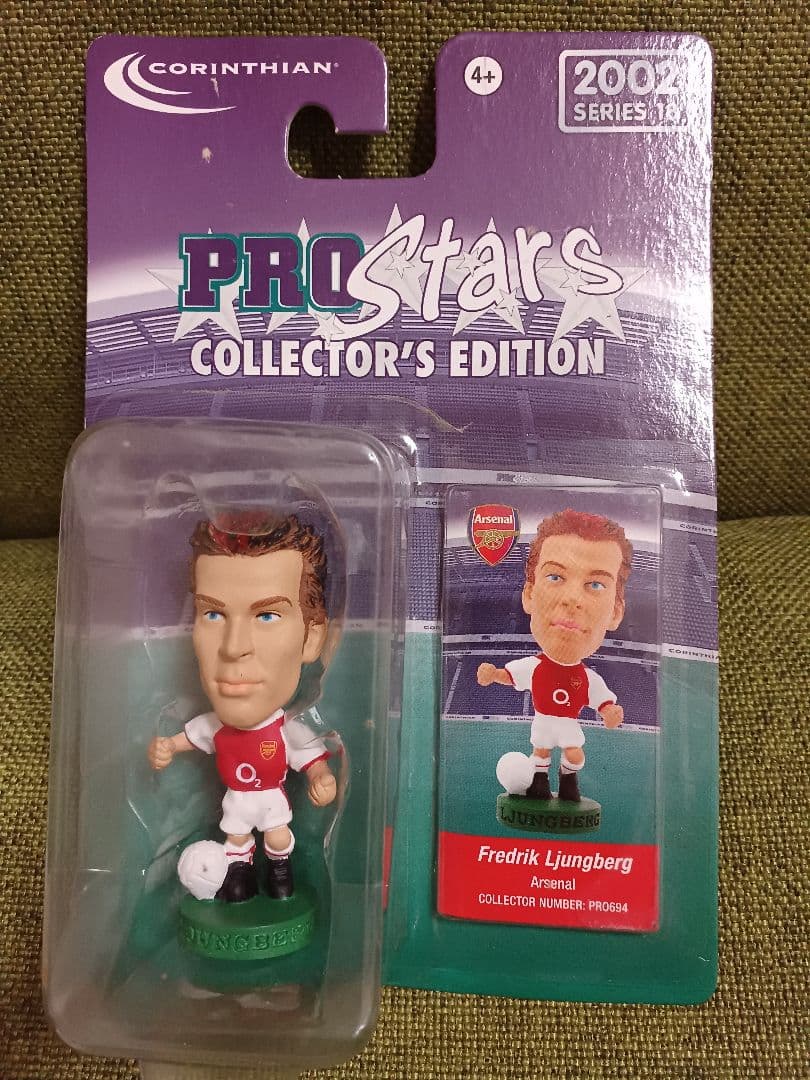 CORINTHIAN
4+
2002
SERIES 18
PRO Stars
COLLECTOR'S EDITION
O2
LJUNGBERG
Arsenal
O2
LJUNGBERG
Fredrik Ljungberg
Arsenal
COLLECTOR NUMBER: PRO694